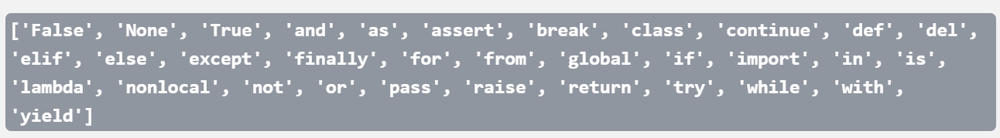 ['False', 'None', 'True', 'and', 'as', 'assert', 'break', 'class', 'continue', 'def', 'del',
'elif', 'else', 'except', 'finally', 'for', 'from', 'global', 'if', 'import', 'in', 'is',
'lambda', 'nonlocal', 'not', 'or', 'pass', 'raise', 'return', 'try', 'while', 'with',
'yield']